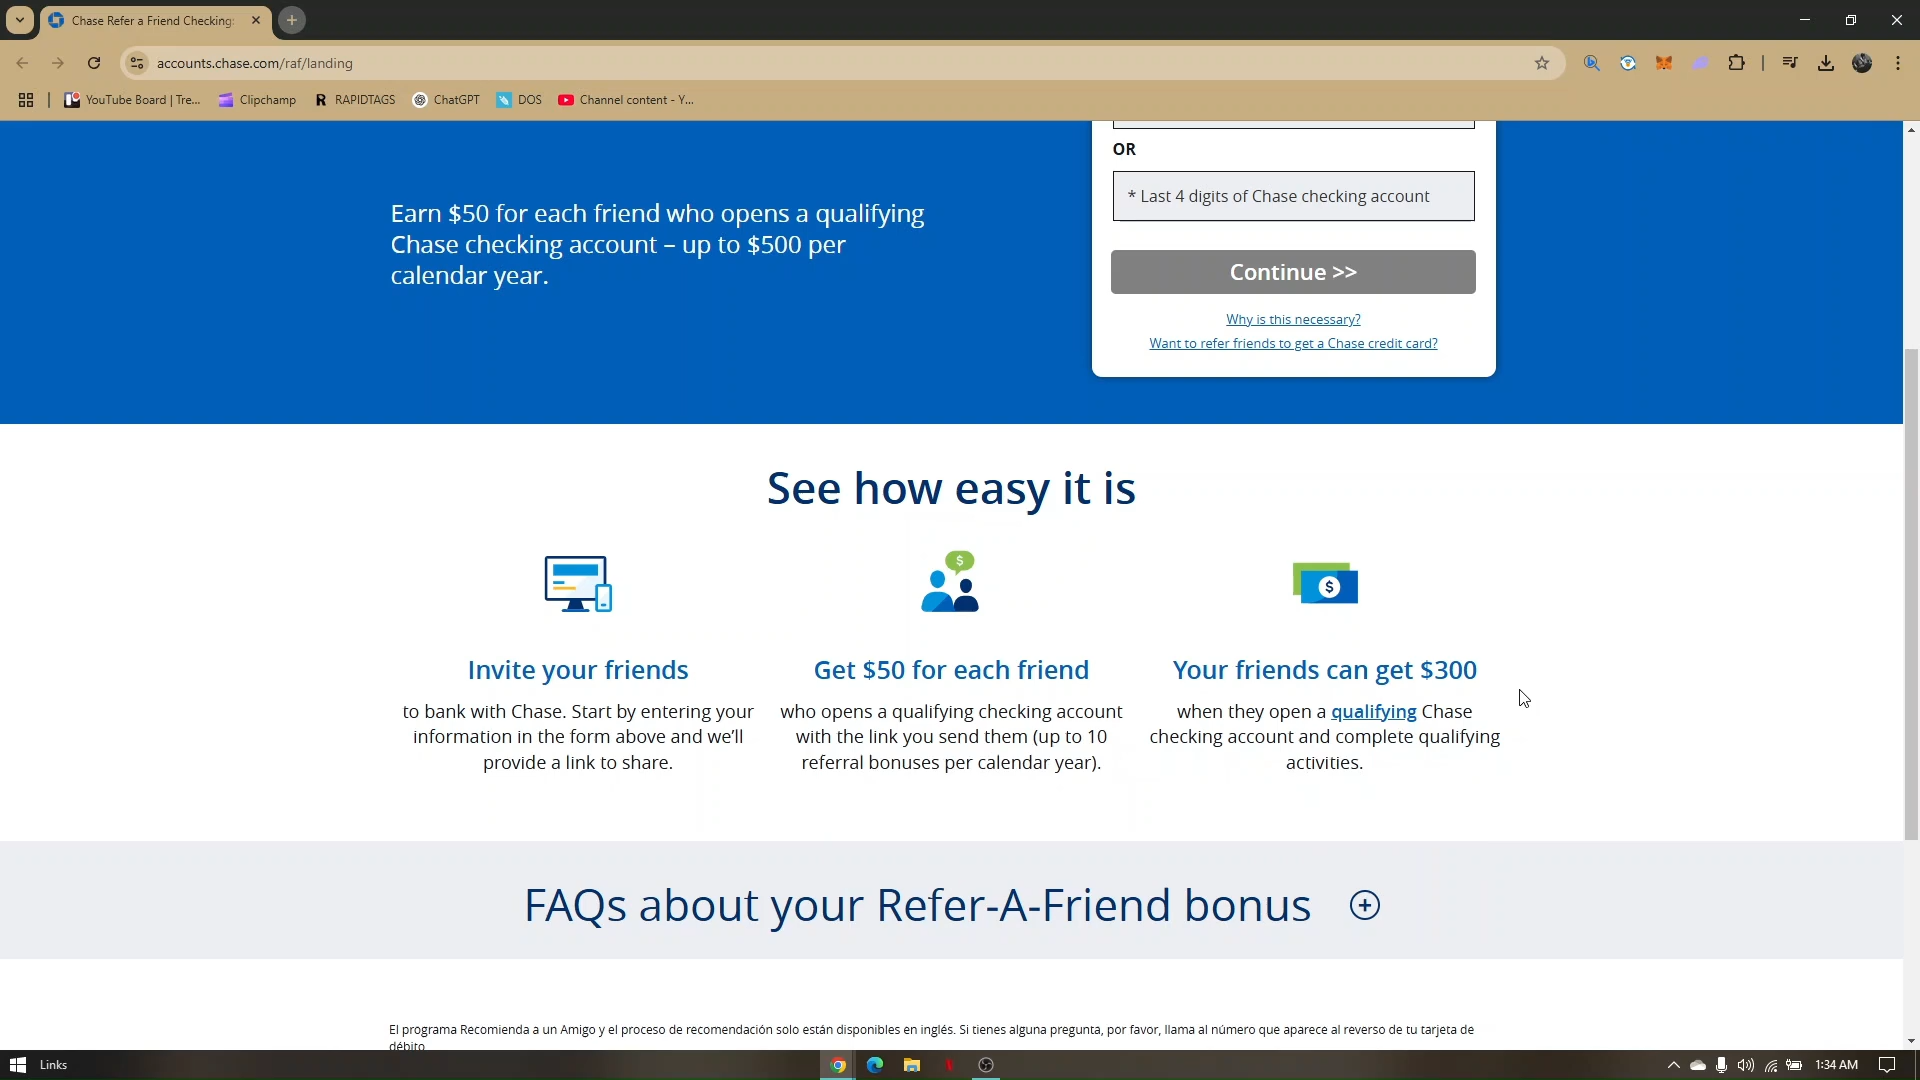 Chase Refer a Friend Checking:
accounts.chase.com/raf/landing
YouTube Board | Tre...
Clipchamp
RAPIDTAGS
ChatGPT
DOS
Channel content - Y...
Earn $50 for each friend who opens a qualifying
Chase checking account – up to $500 per
calendar year.
OR
* Last 4 digits of Chase checking account
Continue >>
Why is this necessary?
Want to refer friends to get a Chase credit card?
See how easy it is
Invite your friends
to bank with Chase. Start by entering your
information in the form above and we’ll
provide a link to share.
Get $50 for each friend
who opens a qualifying checking account
with the link you send them (up to 10
referral bonuses per calendar year).
Your friends can get $300
when they open a qualifying Chase
checking account and complete qualifying
activities.
FAQs about your Refer-A-Friend bonus
El programa Recomienda a un Amigo y el proceso de recomendación solo están disponibles en inglés. Si tienes alguna pregunta, por favor, llama al número que aparece al reverso de tu tarjeta de
débito
Links
1:34 AM